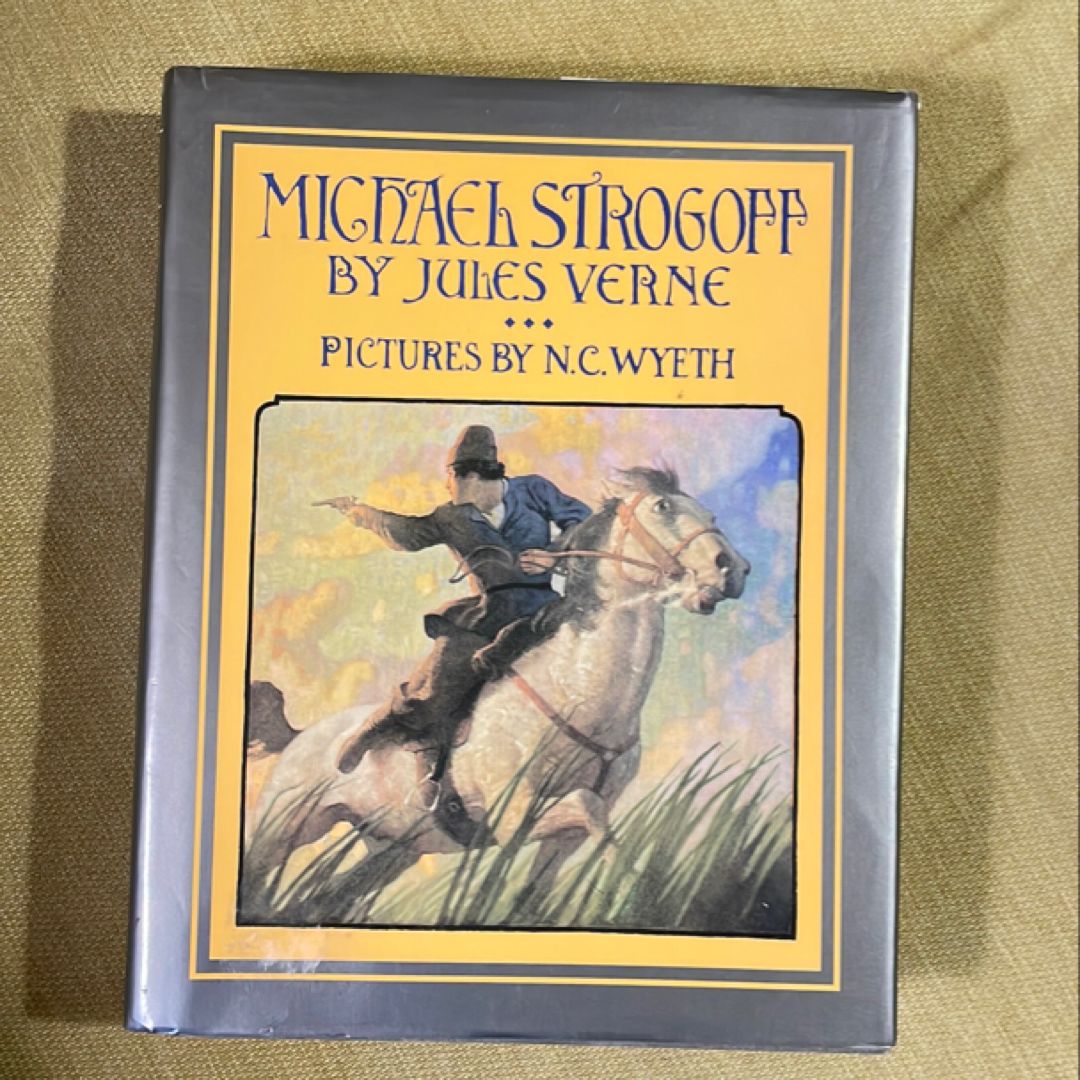 MICHAEL STROGOFF
BY JULES VERNE
PICTURES BY N.C. WYETH